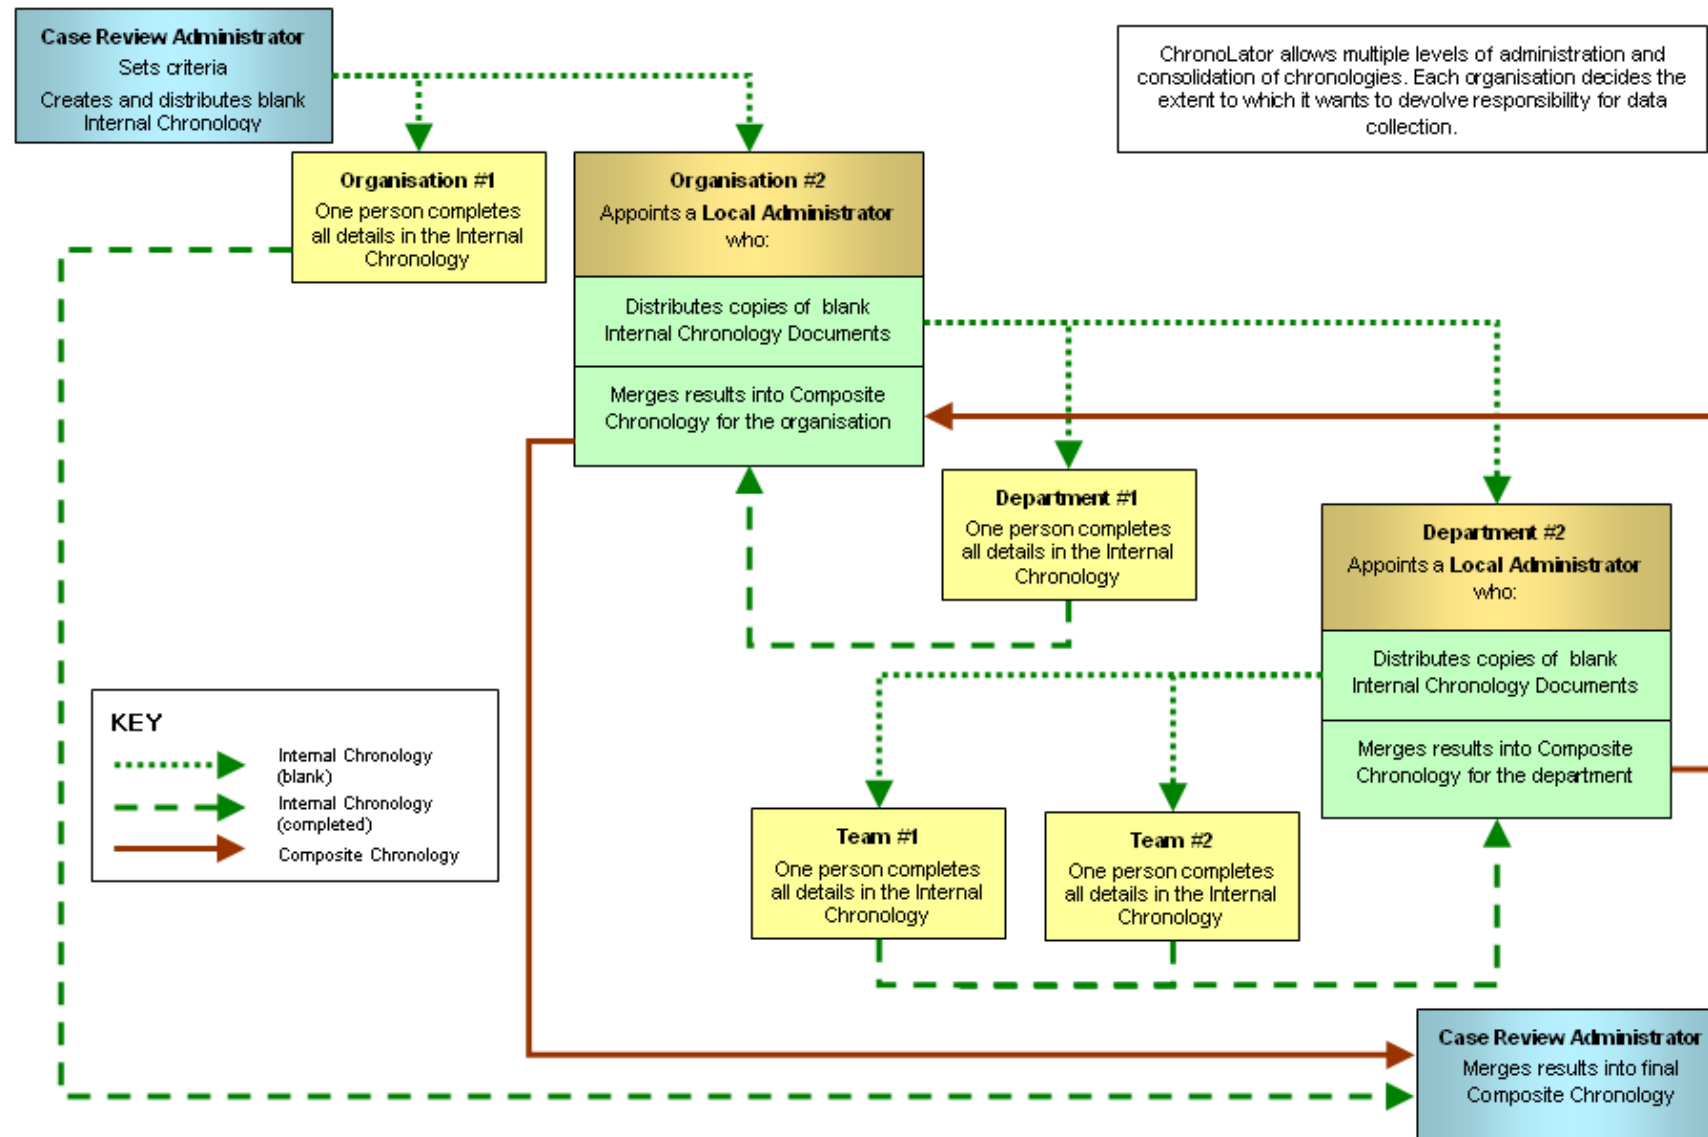 Case Review Administrator
Sets criteria
Creates and distributes blank
Internal Chronology
ChronoLator allows multiple levels of administration and
consolidation of chronologies. Each organisation decides the
extent to which it wants to devolve responsibility for data
collection.
Organisation #1
One person completes
all details in the Internal
Chronology
Organisation #2
Appoints a Local Administrator
who:
Distributes copies of blank
Internal Chronology Documents
Merges results into Composite
Chronology for the organisation
Department #1
One person completes
all details in the Internal
Chronology
Department #2
Appoints a Local Administrator
who:
Distributes copies of blank
Internal Chronology Documents
Merges results into Composite
Chronology for the department
KEY
Internal Chronology
(blank)
Internal Chronology
(completed)
Composite Chronology
Team #1
One person completes
all details in the Internal
Chronology
Team #2
One person completes
all details in the Internal
Chronology
Case Review Administrator
Merges results into final
Composite Chronology